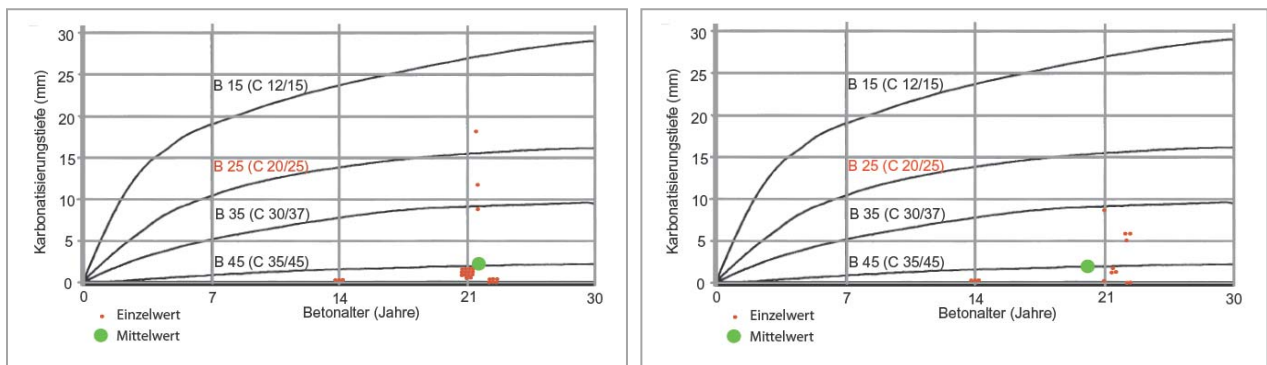 30
25
20
15
10
5
0
Karbonatisierungstiefe (mm)
B 15 (C 12/15)
B 25 (C 20/25)
B 35 (C 30/37)
B 45 (C 35/45)
0 7 14 21 30
Betonalter (Jahre)
Einzelwert
Mittelwert
30
25
20
15
10
5
0
Karbonatisierungstiefe (mm)
B 15 (C 12/15)
B 25 (C 20/25)
B 35 (C 30/37)
B 45 (C 35/45)
0 7 14 21 30
Betonalter (Jahre)
Einzelwert
Mittelwert